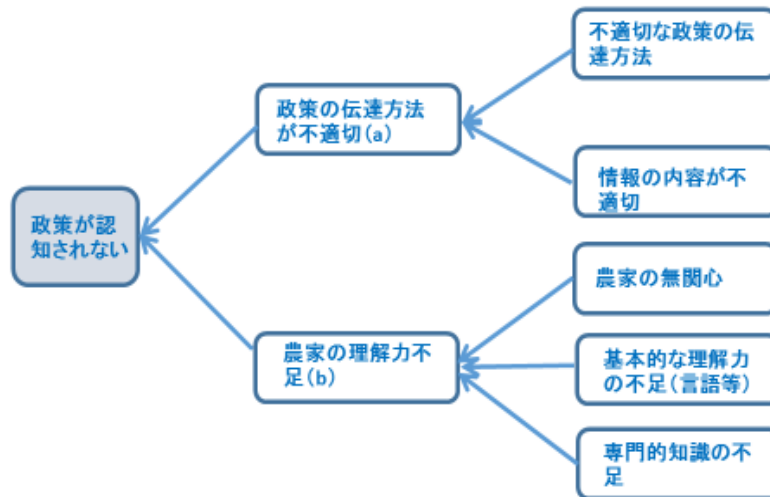 不適切な政策の伝
達方法
政策の伝達方法
が不適切(a)
情報の内容が不
適切
政策が認
知されない
農家の無関心
農家の理解力不
足(b)
基本的な理解力
の不足(言語等)
専門的知識の不
足